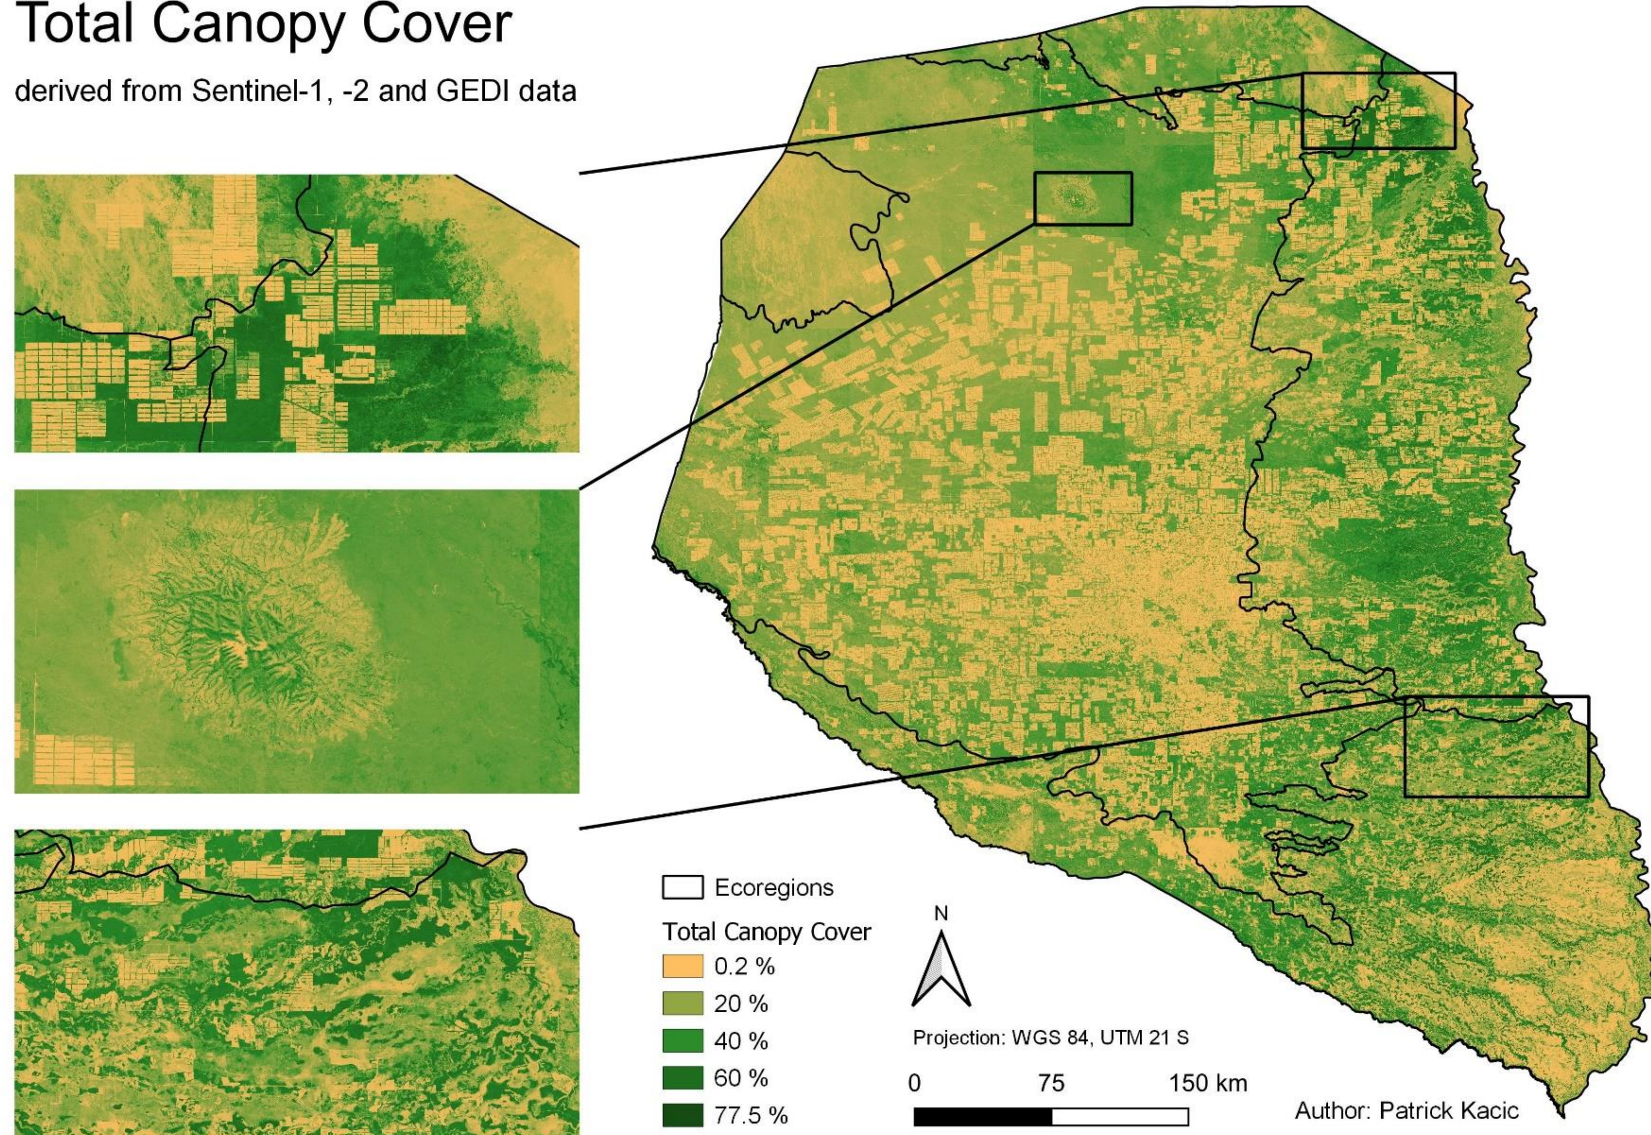 Total Canopy Cover
derived from Sentinel-1, -2 and GEDI data
Ecoregions
Total Canopy Cover
0.2 %
20 %
40 %
60 %
77.5 %
N
Projection: WGS 84, UTM 21 S
0 75 150 km
Author: Patrick Kacic